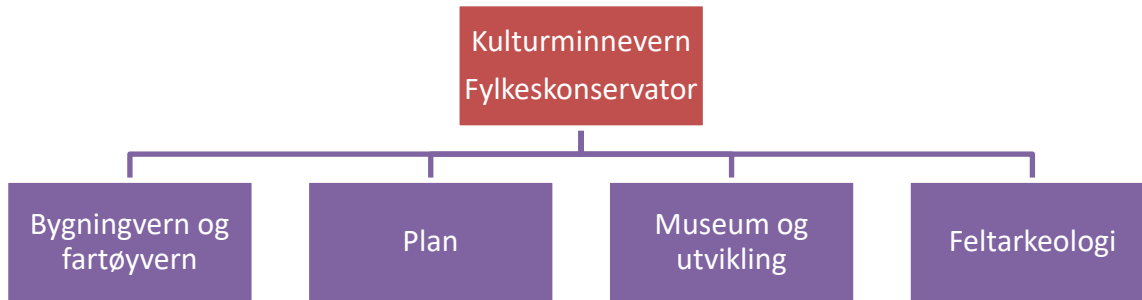 Kulturminnevern
Fylkeskonservator
Bygningvern og
fartøyvern
Plan
Museum og
utvikling
Feltarkeologi